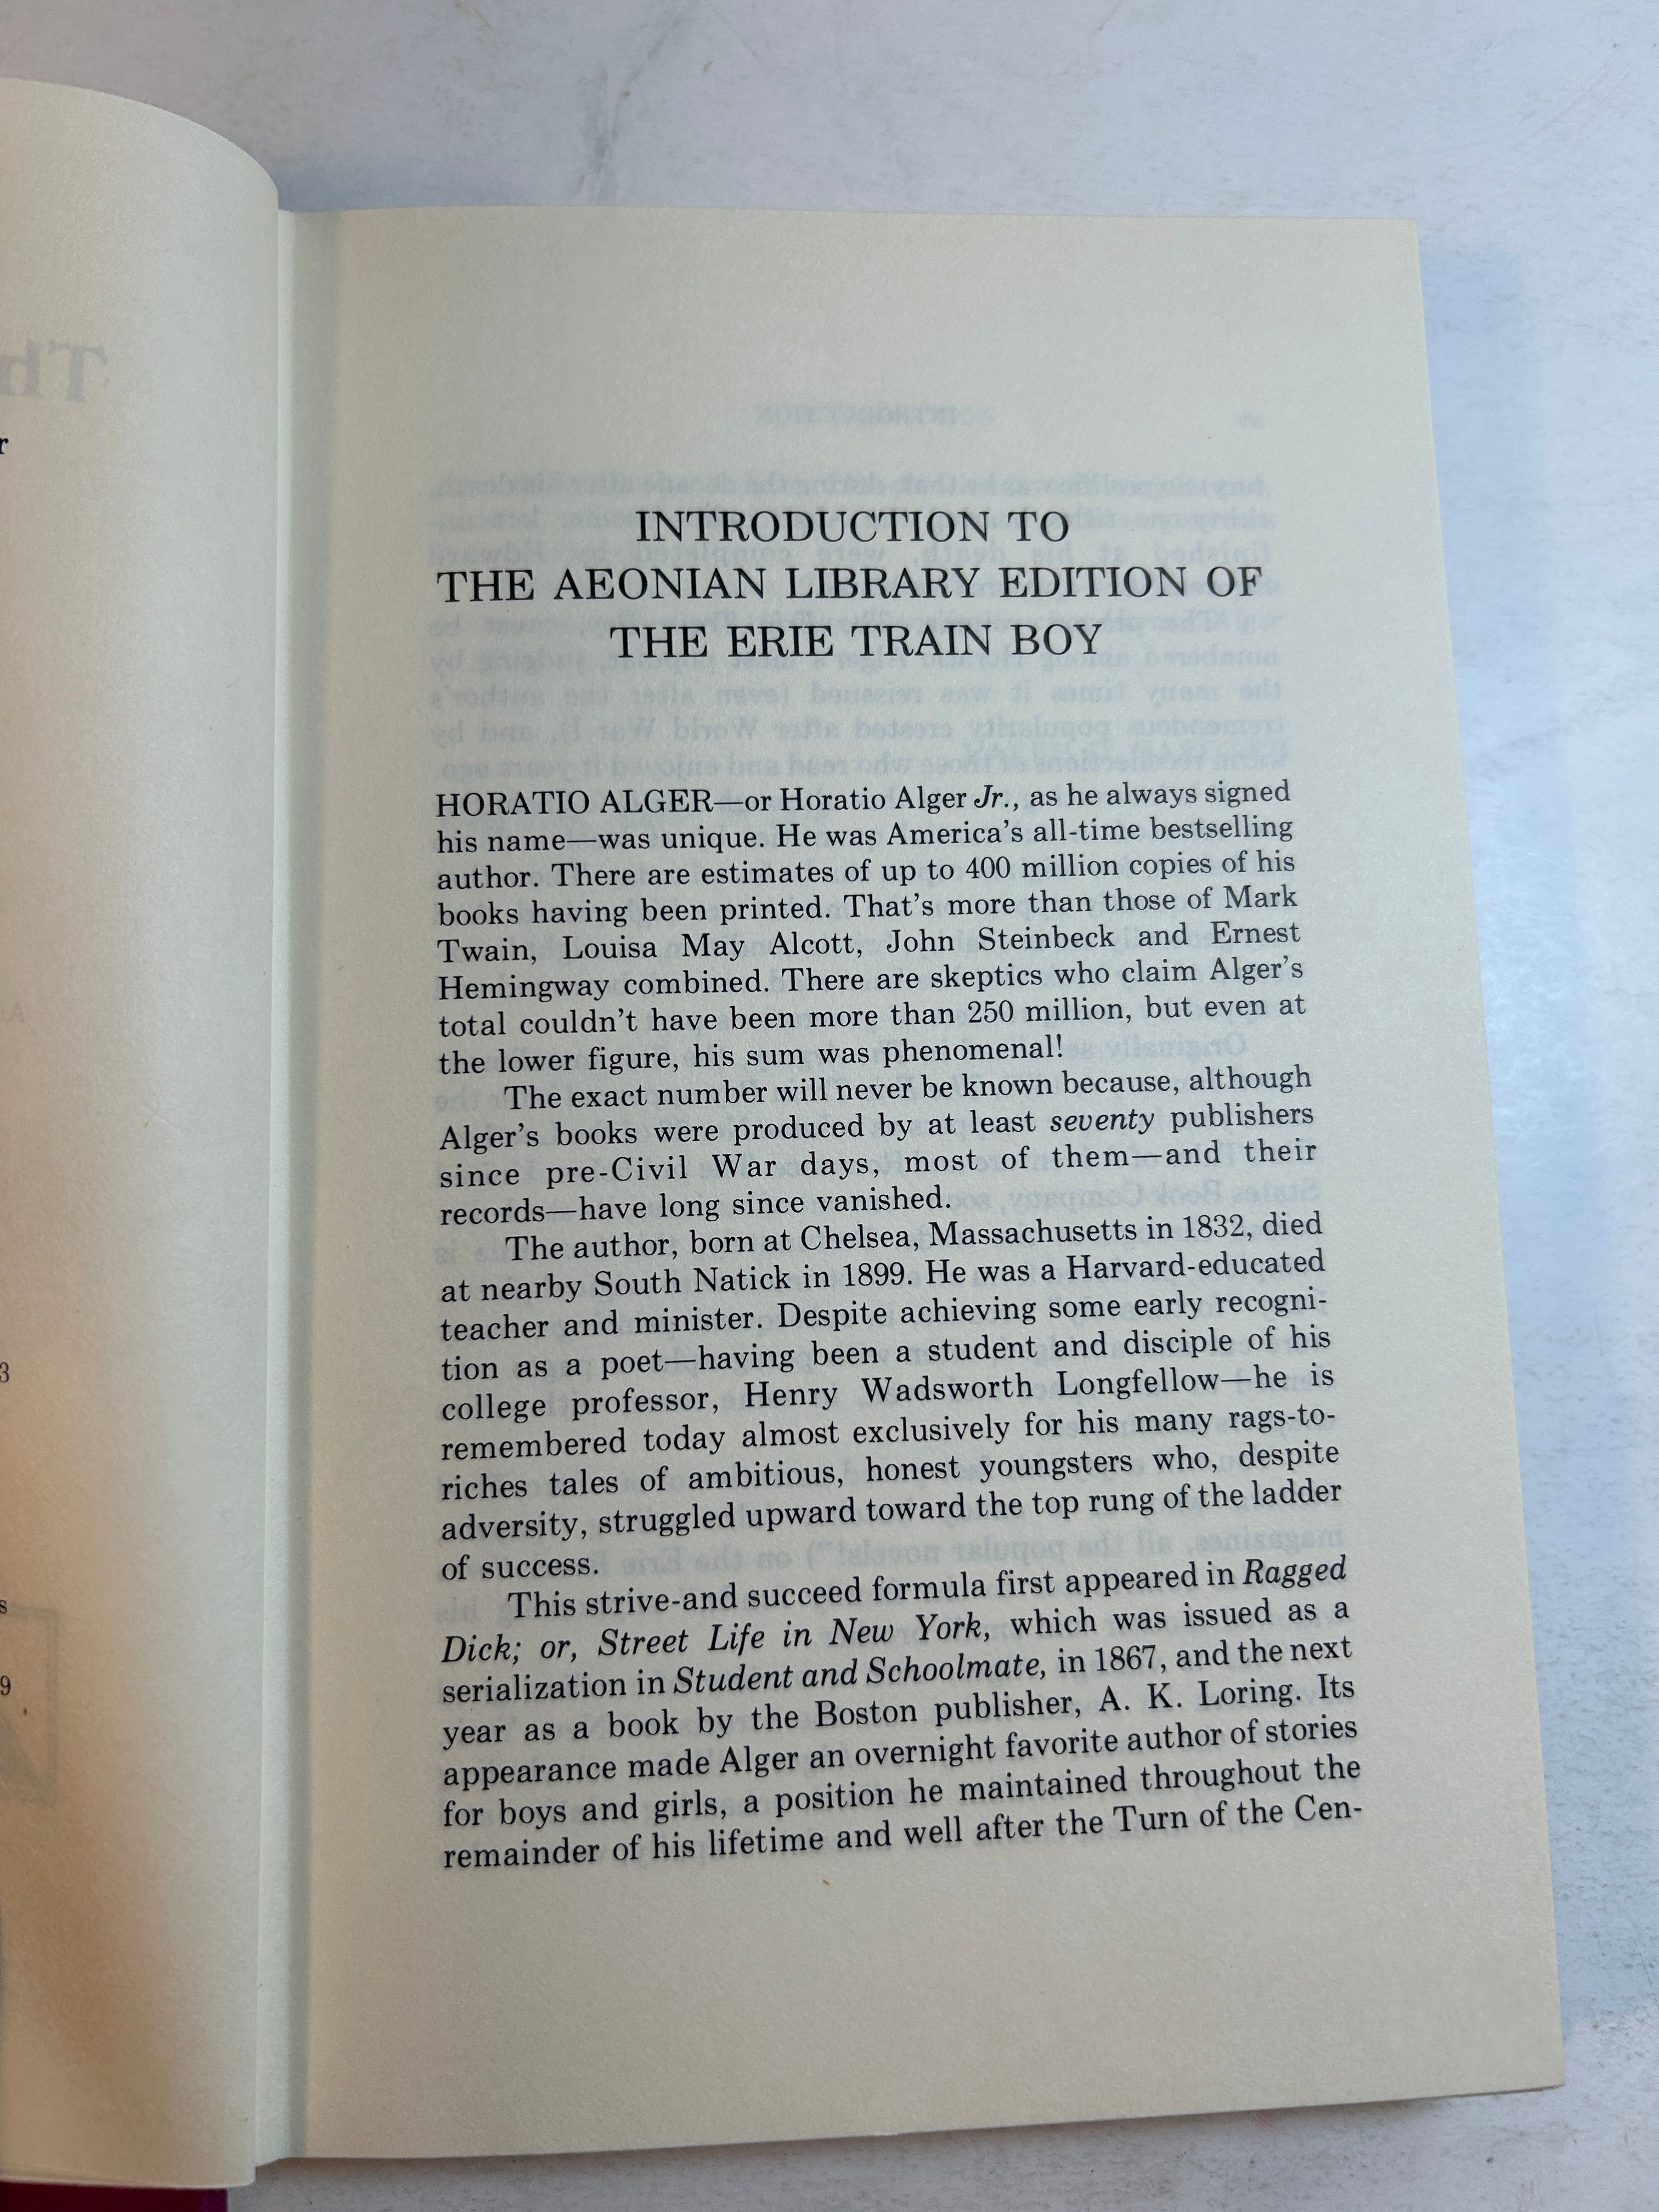 INTRODUCTION TO
THE AEONIAN LIBRARY EDITION OF
THE ERIE TRAIN BOY
HORATIO ALGER—or Horatio Alger Jr., as he always signed
his name—was unique. He was America's all-time bestselling
author. There are estimates of up to 400 million copies of his
books having been printed. That's more than those of Mark
Twain, Louisa May Alcott, John Steinbeck and Ernest
Hemingway combined. There are skeptics who claim Alger's
total couldn't have been more than 250 million, but even at
the lower figure, his sum was phenomenal!
The exact number will never be known because, although
Alger's books were produced by at least seventy publishers
since pre-Civil War days, most of them—and their
records—have long since vanished.
The author, born at Chelsea, Massachusetts in 1832, died
at nearby South Natick in 1899. He was a Harvard-educated
teacher and minister. Despite achieving some early recogni-
tion as a poet—having been a student and disciple of his
college professor, Henry Wadsworth Longfellow—he is
remembered today almost exclusively for his many rags-to-
riches tales of ambitious, honest youngsters who, despite
adversity, struggled upward toward the top rung of the ladder
of success.
This strive-and succeed formula first appeared in Ragged
Dick; or, Street Life in New York, which was issued as a
serialization in Student and Schoolmate, in 1867, and the next
year as a book by the Boston publisher, A. K. Loring. Its
appearance made Alger an overnight favorite author of stories
for boys and girls, a position he maintained throughout the
remainder of his lifetime and well after the Turn of the Cen-